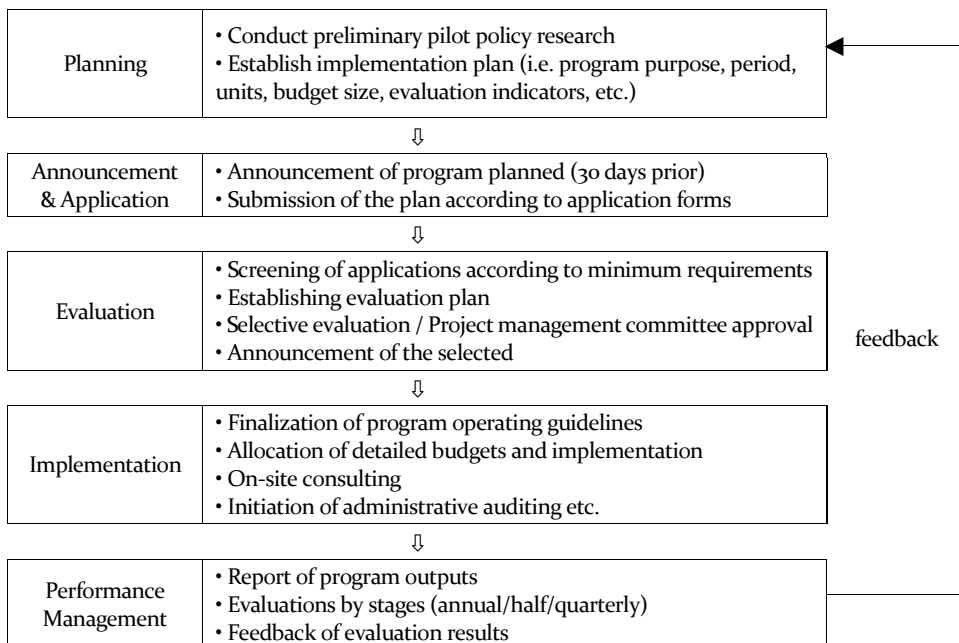 Planning
• Conduct preliminary pilot policy research
• Establish implementation plan (i.e. program purpose, period,
units, budget size, evaluation indicators, etc.)
⇩
Announcement
& Application
• Announcement of program planned (30 days prior)
• Submission of the plan according to application forms
⇩
Evaluation
• Screening of applications according to minimum requirements
• Establishing evaluation plan
• Selective evaluation / Project management committee approval
• Announcement of the selected
feedback
⇩
Implementation
• Finalization of program operating guidelines
• Allocation of detailed budgets and implementation
• On-site consulting
• Initiation of administrative auditing etc.
⇩
Performance
Management
• Report of program outputs
• Evaluations by stages (annual/half/quarterly)
• Feedback of evaluation results